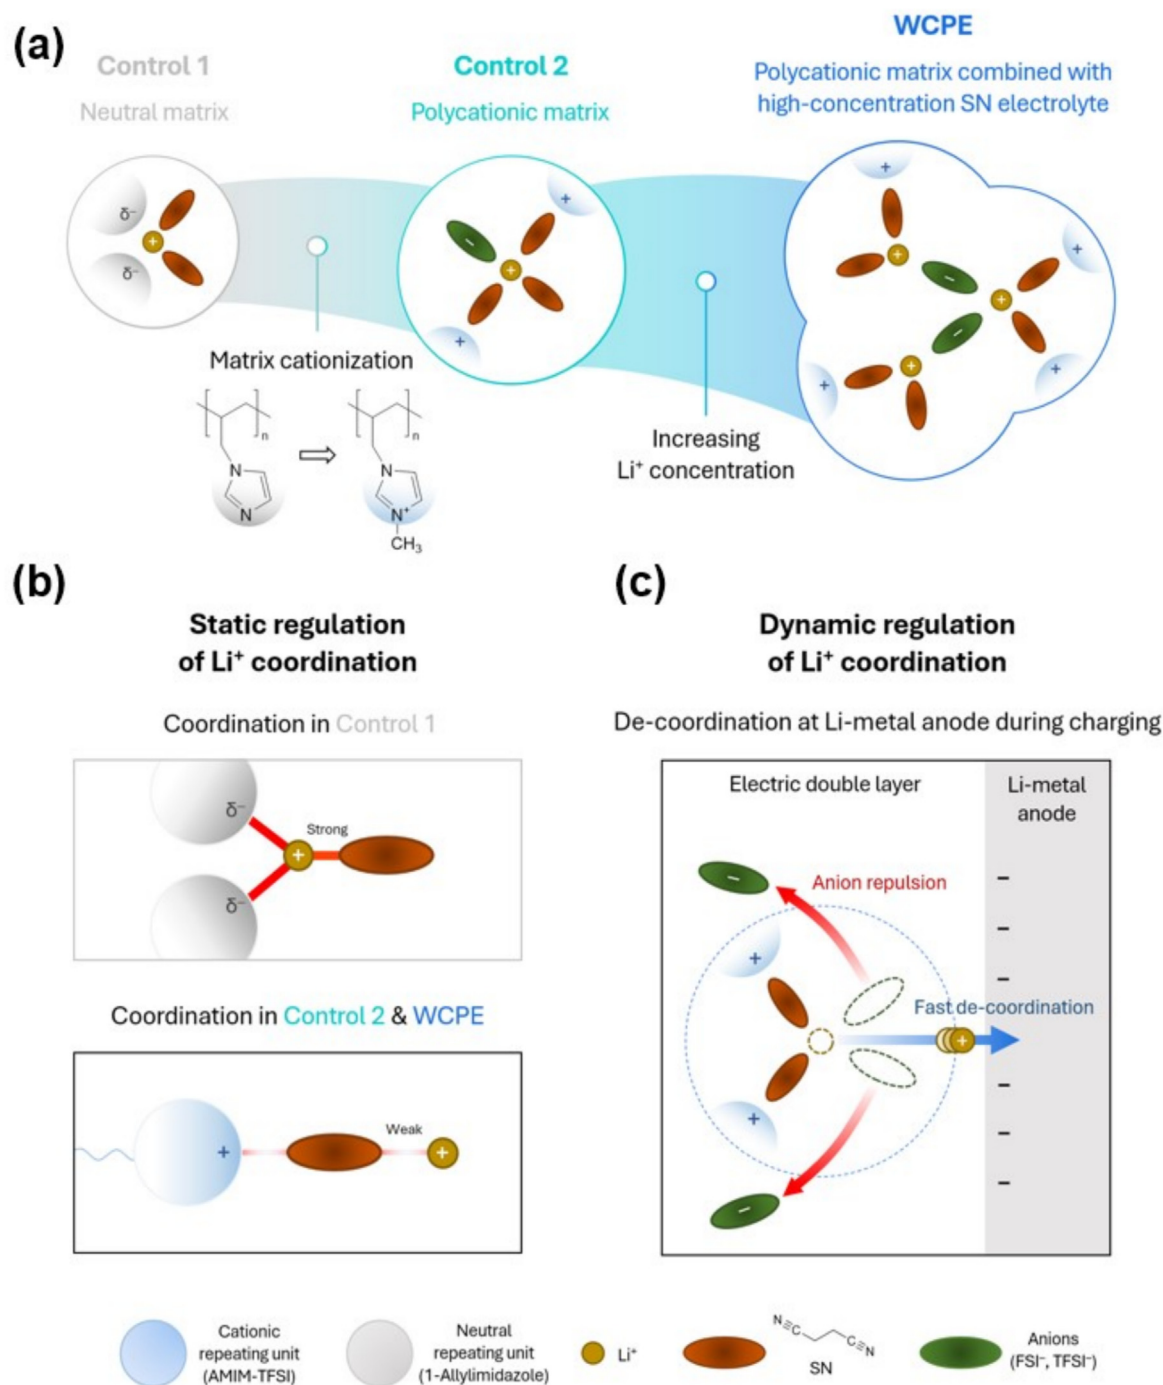 (a)
Control 1
Neutral matrix
Control 2
Polycationic matrix
WCPE
Polycationic matrix combined with
high-concentration SN electrolyte
δ⁻
+
δ⁻
+
−
+
+
+
+
−
−
+
+
+
+
+
+
Matrix cationization
n
N
N
n
N
N⁺
CH₃
Increasing
Li⁺ concentration
(b)
Static regulation
of Li⁺ coordination
Coordination in Control 1
δ⁻
Strong
+
δ⁻
Coordination in Control 2 & WCPE
+
Weak
+
(c)
Dynamic regulation
of Li⁺ coordination
De-coordination at Li-metal anode during charging
Electric double layer
Li-metal
anode
−
Anion repulsion
−
−
+
−
Fast de-coordination
+
−
+
−
−
−
Cationic
repeating unit
(AMIM-TFSI)
Neutral
repeating unit
(1-Allylimidazole)
+
Li⁺
N≡C
C≡N
SN
−
Anions
(FSI⁻, TFSI⁻)